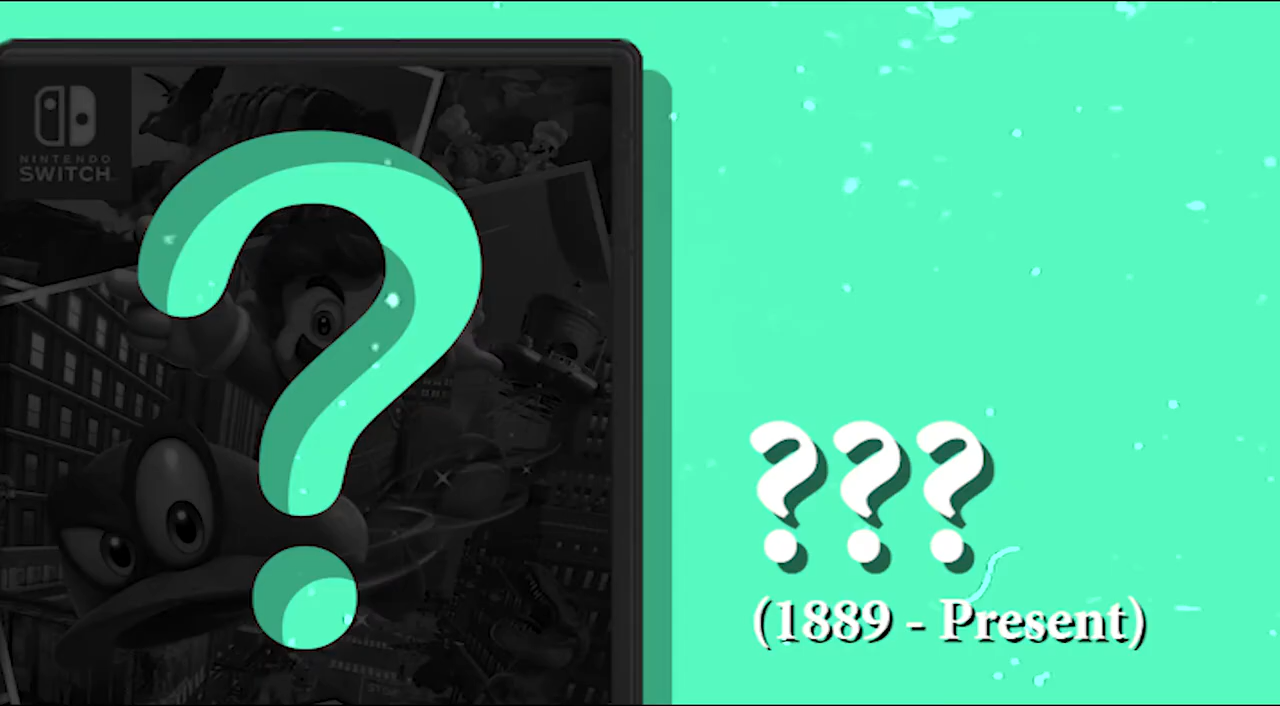 NINTENDO
SWITCH
?
???
(1889 - Present)